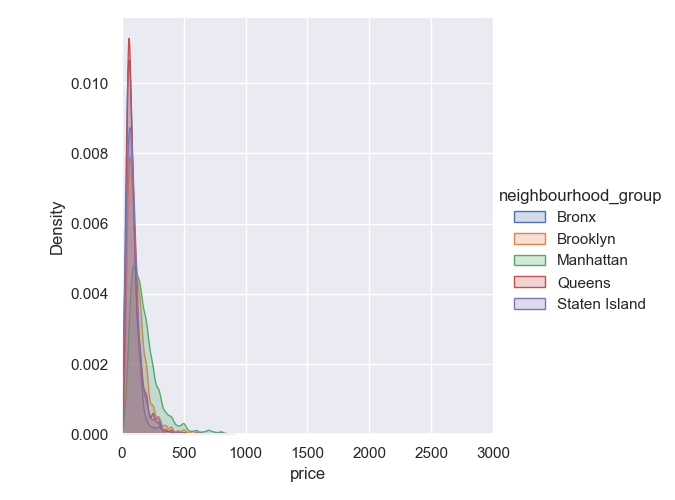 0.010
0.008
0.006
0.004
0.002
0.000
Density
0 500 1000 1500 2000 2500 3000
price
neighbourhood_group
Bronx
Brooklyn
Manhattan
Queens
Staten Island